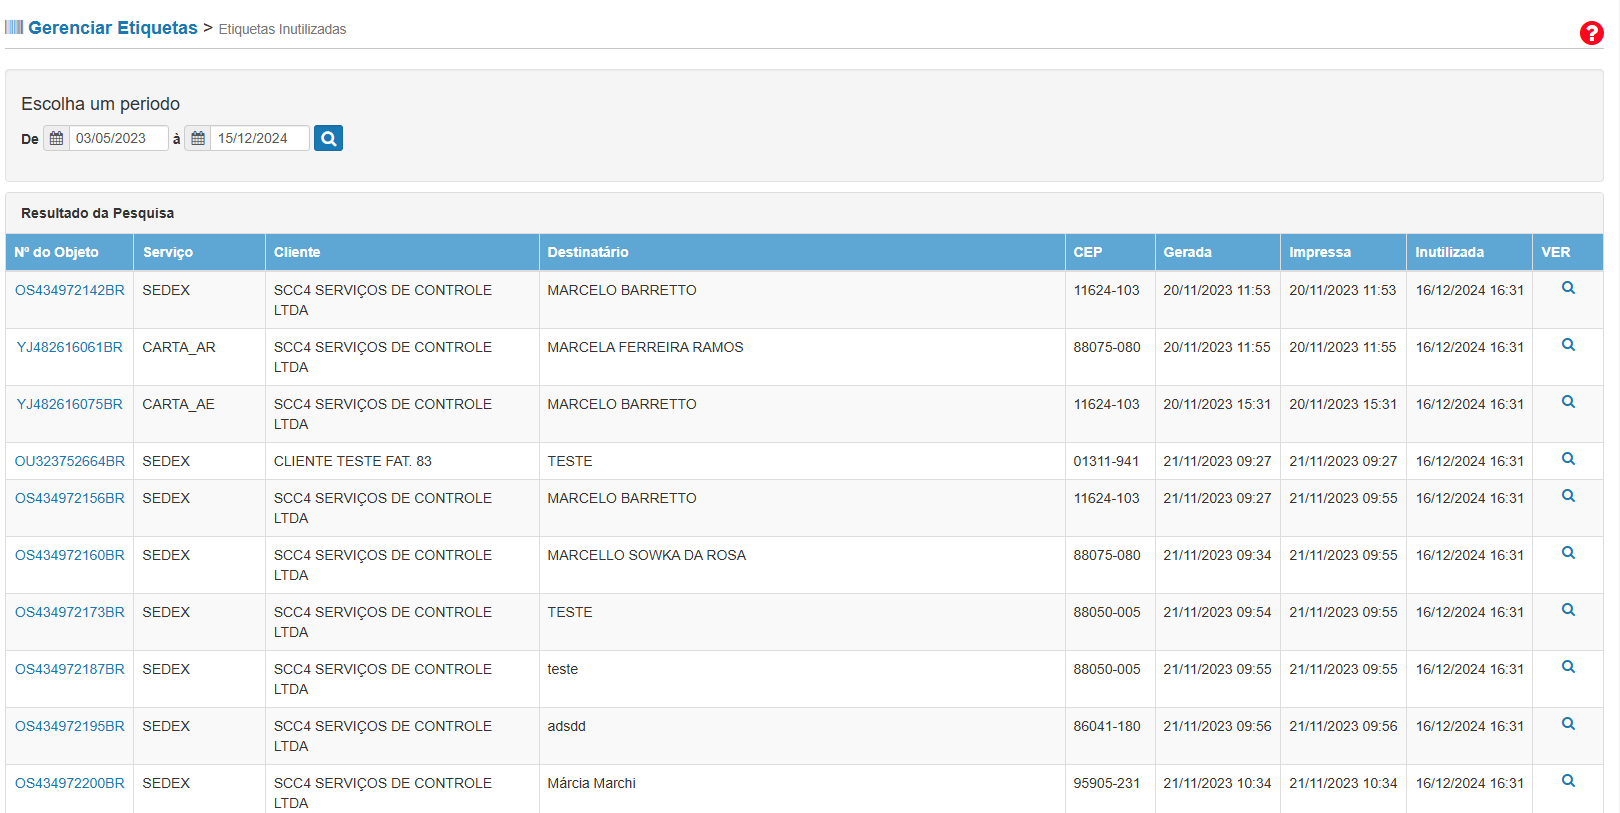 Gerenciar Etiquetas > Etiquetas Inutilizadas
?
Escolha um periodo
De 03/05/2023 à 15/12/2024
Resultado da Pesquisa
Nº do Objeto Serviço Cliente Destinatário CEP Gerada Impressa Inutilizada VER
OS434972142BR SEDEX SCC4 SERVIÇOS DE CONTROLE MARCELO BARRETTO 11624-103 20/11/2023 11:53 20/11/2023 11:53 16/12/2024 16:31
LTDA
YJ482616061BR CARTA_AR SCC4 SERVIÇOS DE CONTROLE MARCELA FERREIRA RAMOS 88075-080 20/11/2023 11:55 20/11/2023 11:55 16/12/2024 16:31
LTDA
YJ482616075BR CARTA_AE SCC4 SERVIÇOS DE CONTROLE MARCELO BARRETTO 11624-103 20/11/2023 15:31 20/11/2023 15:31 16/12/2024 16:31
LTDA
OU323752664BR SEDEX CLIENTE TESTE FAT. 83 TESTE 01311-941 21/11/2023 09:27 21/11/2023 09:27 16/12/2024 16:31
OS434972156BR SEDEX SCC4 SERVIÇOS DE CONTROLE MARCELO BARRETTO 11624-103 21/11/2023 09:27 21/11/2023 09:55 16/12/2024 16:31
LTDA
OS434972160BR SEDEX SCC4 SERVIÇOS DE CONTROLE MARCELLO SOWKA DA ROSA 88075-080 21/11/2023 09:34 21/11/2023 09:55 16/12/2024 16:31
LTDA
OS434972173BR SEDEX SCC4 SERVIÇOS DE CONTROLE TESTE 88050-005 21/11/2023 09:54 21/11/2023 09:55 16/12/2024 16:31
LTDA
OS434972187BR SEDEX SCC4 SERVIÇOS DE CONTROLE teste 88050-005 21/11/2023 09:55 21/11/2023 09:55 16/12/2024 16:31
LTDA
OS434972195BR SEDEX SCC4 SERVIÇOS DE CONTROLE adsdd 86041-180 21/11/2023 09:56 21/11/2023 09:56 16/12/2024 16:31
LTDA
OS434972200BR SEDEX SCC4 SERVIÇOS DE CONTROLE Márcia Marchi 95905-231 21/11/2023 10:34 21/11/2023 10:34 16/12/2024 16:31
LTDA